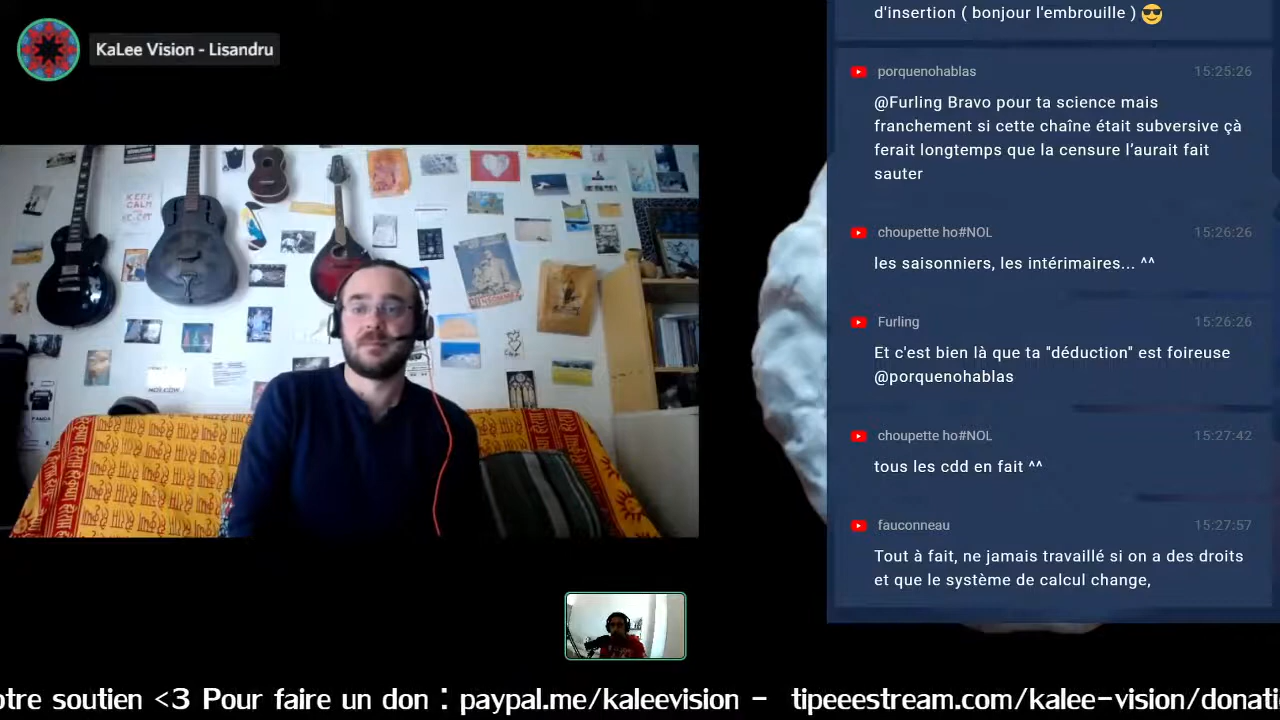 KaLee Vision - Lisandru
KEEP
CALM
d'insertion ( bonjour l'embrouille ) 😎
porquenohablas 15:25:26
@Furling Bravo pour ta science mais
franchement si cette chaîne était subversive çà
ferait longtemps que la censure l'aurait fait
sauter
choupette ho#NOL 15:26:26
les saisonniers, les intérimaires... ^^
Furling 15:26:26
Et c'est bien là que ta "déduction" est foireuse
@porquenohablas
choupette ho#NOL 15:27:42
tous les cdd en fait ^^
fauconneau 15:27:57
Tout à fait, ne jamais travaillé si on a des droits
et que le système de calcul change,
otre soutien <3 Pour faire un don : paypal.me/kaleevision - tipeeestream.com/kalee-vision/donati